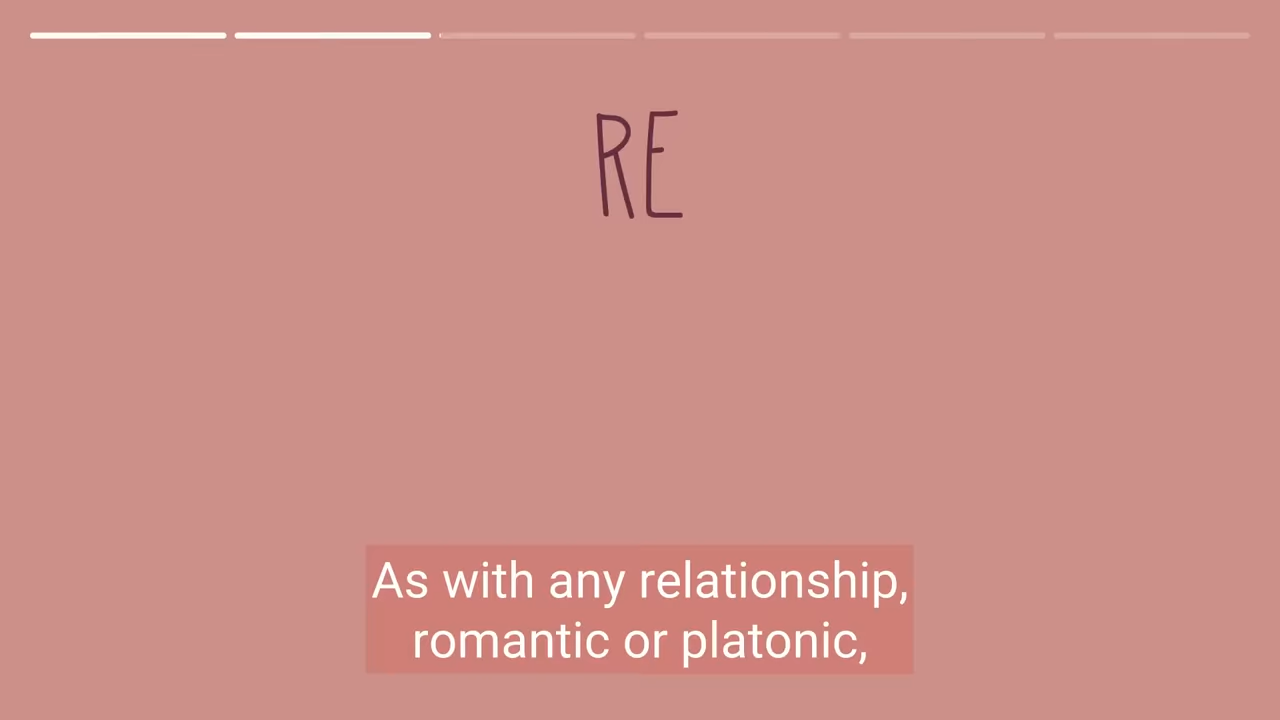 RE
As with any relationship,
romantic or platonic,